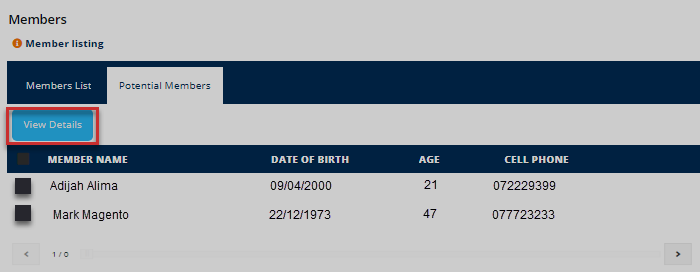 Members
Member listing
Members List Potential Members
View Details
MEMBER NAME DATE OF BIRTH AGE CELL PHONE
Adijah Alima 09/04/2000 21 072229399
Mark Magento 22/12/1973 47 077723233
< 1 / 0 >